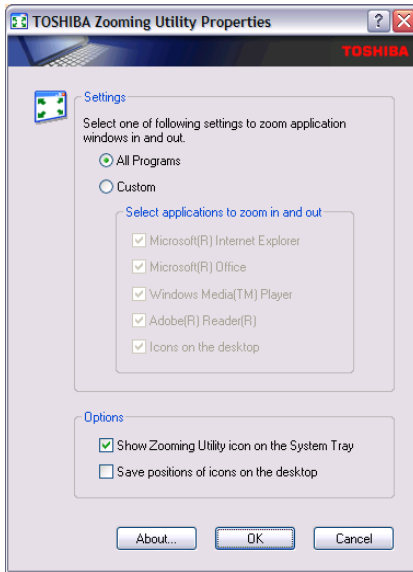 TOSHIBA Zooming Utility Properties
TOSHIBA
Settings
Select one of following settings to zoom application
windows in and out.
All Programs
Custom
Select applications to zoom in and out
Microsoft(R) Internet Explorer
Microsoft(R) Office
Windows Media(TM) Player
Adobe(R) Reader(R)
Icons on the desktop
Options
Show Zooming Utility icon on the System Tray
Save positions of icons on the desktop
About... OK Cancel